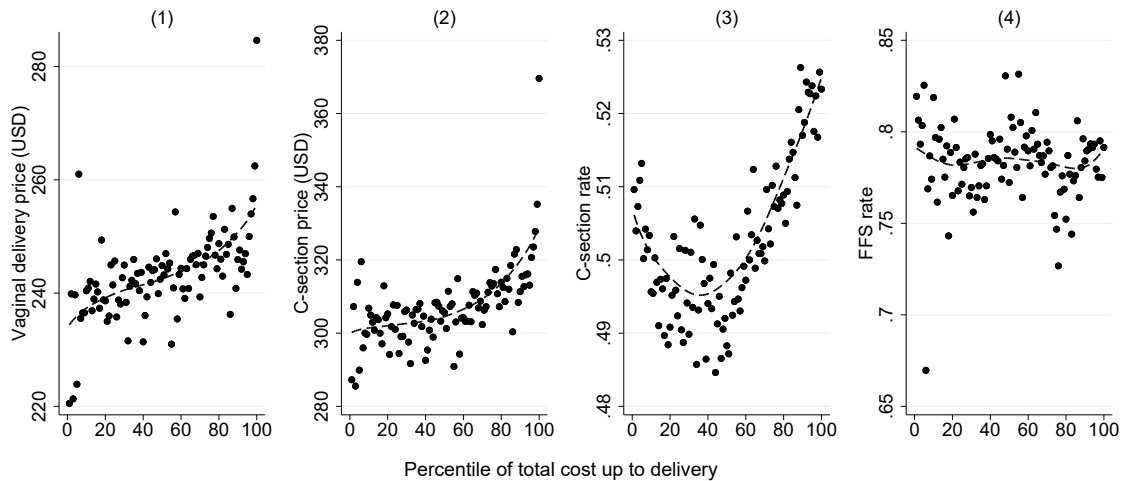 (1)
Vaginal delivery price (USD)
280
260
240
220
0 20 40 60 80 100
(2)
C-section price (USD)
380
360
340
320
300
280
0 20 40 60 80 100
(3)
C-section rate
.53
.52
.51
.5
.49
.48
0 20 40 60 80 100
(4)
FFS rate
.85
.8
.75
.7
.65
0 20 40 60 80 100
Percentile of total cost up to delivery